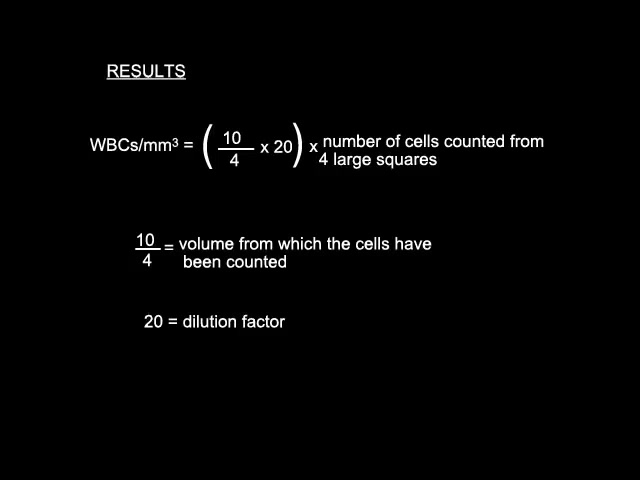 RESULTS
WBCs/mm³ = ( 10/4 x 20 ) x number of cells counted from
4 large squares
10/4 = volume from which the cells have
been counted
20 = dilution factor